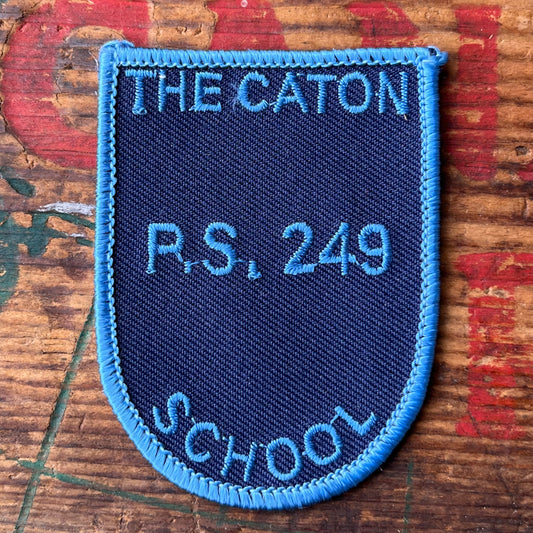 THE CATON
P.S. 249
SCHOOL